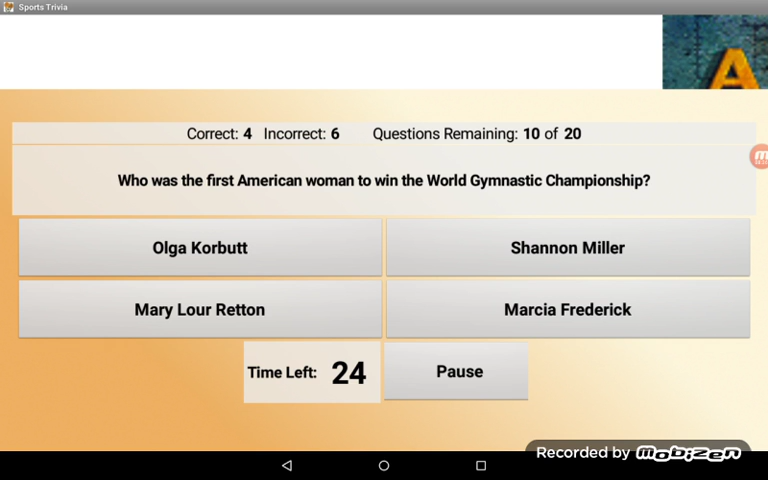 Sports Trivia
A
Correct: 4 Incorrect: 6 Questions Remaining: 10 of 20
Who was the first American woman to win the World Gymnastic Championship?
Olga Korbutt
Shannon Miller
Mary Lour Retton
Marcia Frederick
Time Left: 24
Pause
Recorded by mobizen